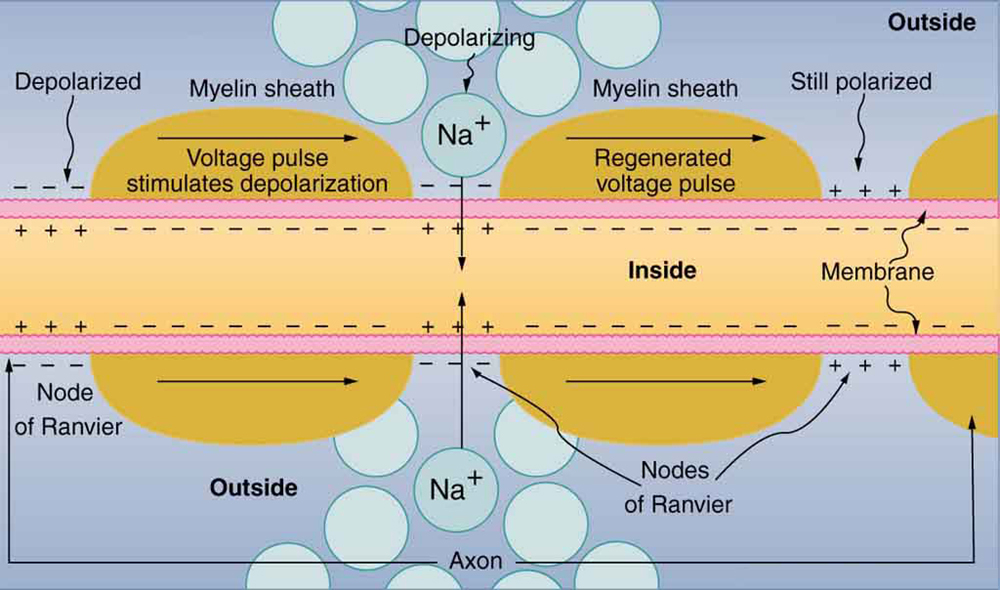 Outside
Depolarizing
Depolarized
Myelin sheath
Myelin sheath
Still polarized
Na+
Voltage pulse
stimulates depolarization
Regenerated
voltage pulse
– – –
– – –
+ + +
+ + +
– – – – – – – – – – –
+ + +
– – – – – – – – – – –
– – – – –
Inside
Membrane
+ + +
– – – – – – – – – – –
+ + +
– – – – – – – – – – –
– – – – –
– – –
– – –
+ + +
Node
of Ranvier
Nodes
of Ranvier
Outside
Na+
Axon